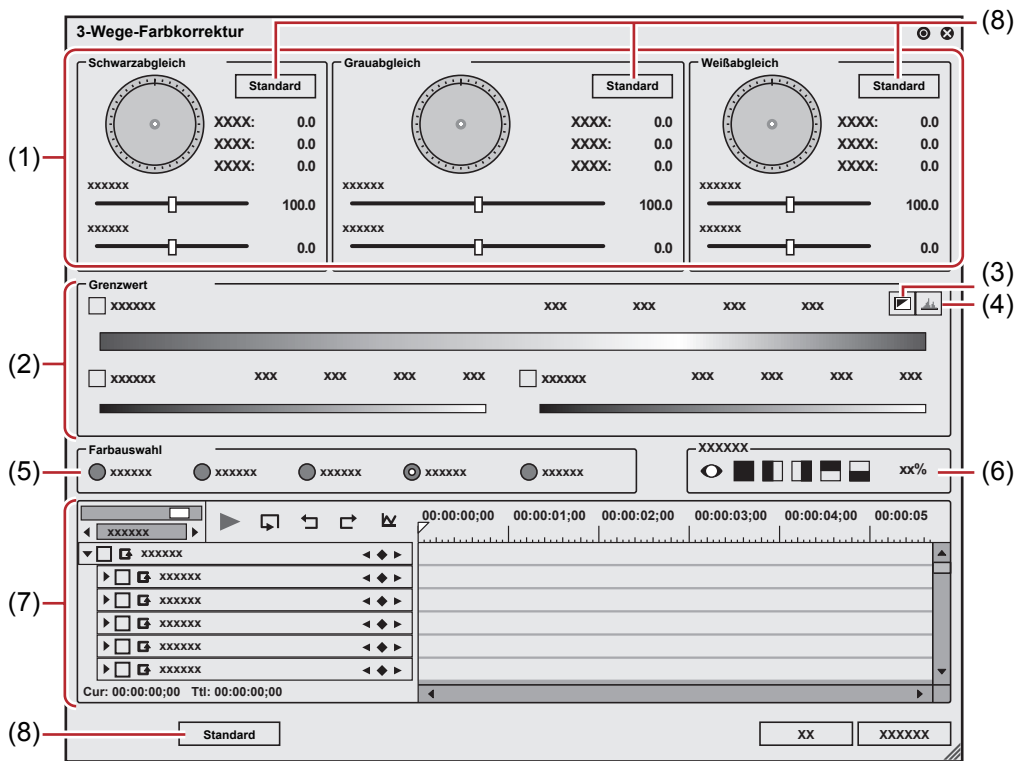 3-Wege-Farbkorrektur
(8)
Schwarzabgleich
Standard
XXXX: 0.0
XXXX: 0.0
XXXX: 0.0
xxxxxx
100.0
xxxxxx
0.0
Grauabgleich
Standard
XXXX: 0.0
XXXX: 0.0
XXXX: 0.0
xxxxxx
100.0
xxxxxx
0.0
Weißabgleich
Standard
XXXX: 0.0
XXXX: 0.0
XXXX: 0.0
xxxxxx
100.0
xxxxxx
0.0
(1)
Grenzwert
xxxxxx xxx xxx xxx xxx
(3)
(4)
(2)
xxxxxx xxx xxx xxx xxx
xxxxxx xxx xxx xxx xxx
Farbauswahl
(5)
xxxxxx xxxxxx xxxxxx xxxxxx xxxxxx
XXXXXX
xx%
(6)
xxxxxx
00:00:00;00 00:00:01;00 00:00:02;00 00:00:03;00 00:00:04;00 00:00:05
xxxxxx
xxxxxx
xxxxxx
xxxxxx
xxxxxx
xxxxxx
(7)
Cur: 00:00:00;00 Ttl: 00:00:00;00
(8)
Standard
XX
XXXXXX